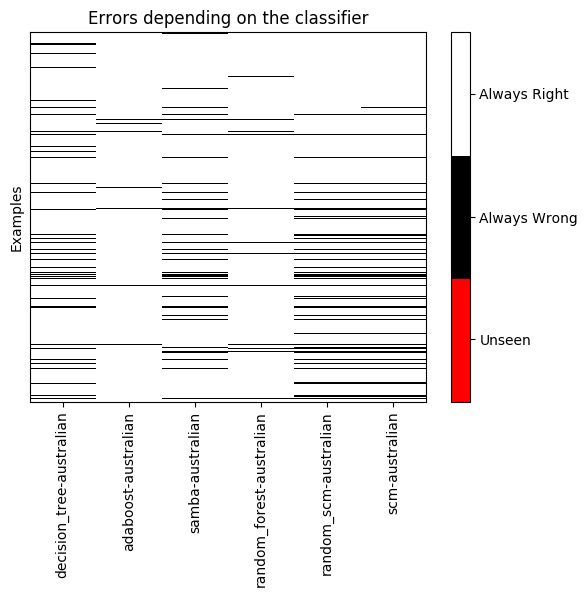 Errors depending on the classifier
Examples
Always Right
Always Wrong
Unseen
decision_tree-australian
adaboost-australian
samba-australian
random_forest-australian
random_scm-australian
scm-australian